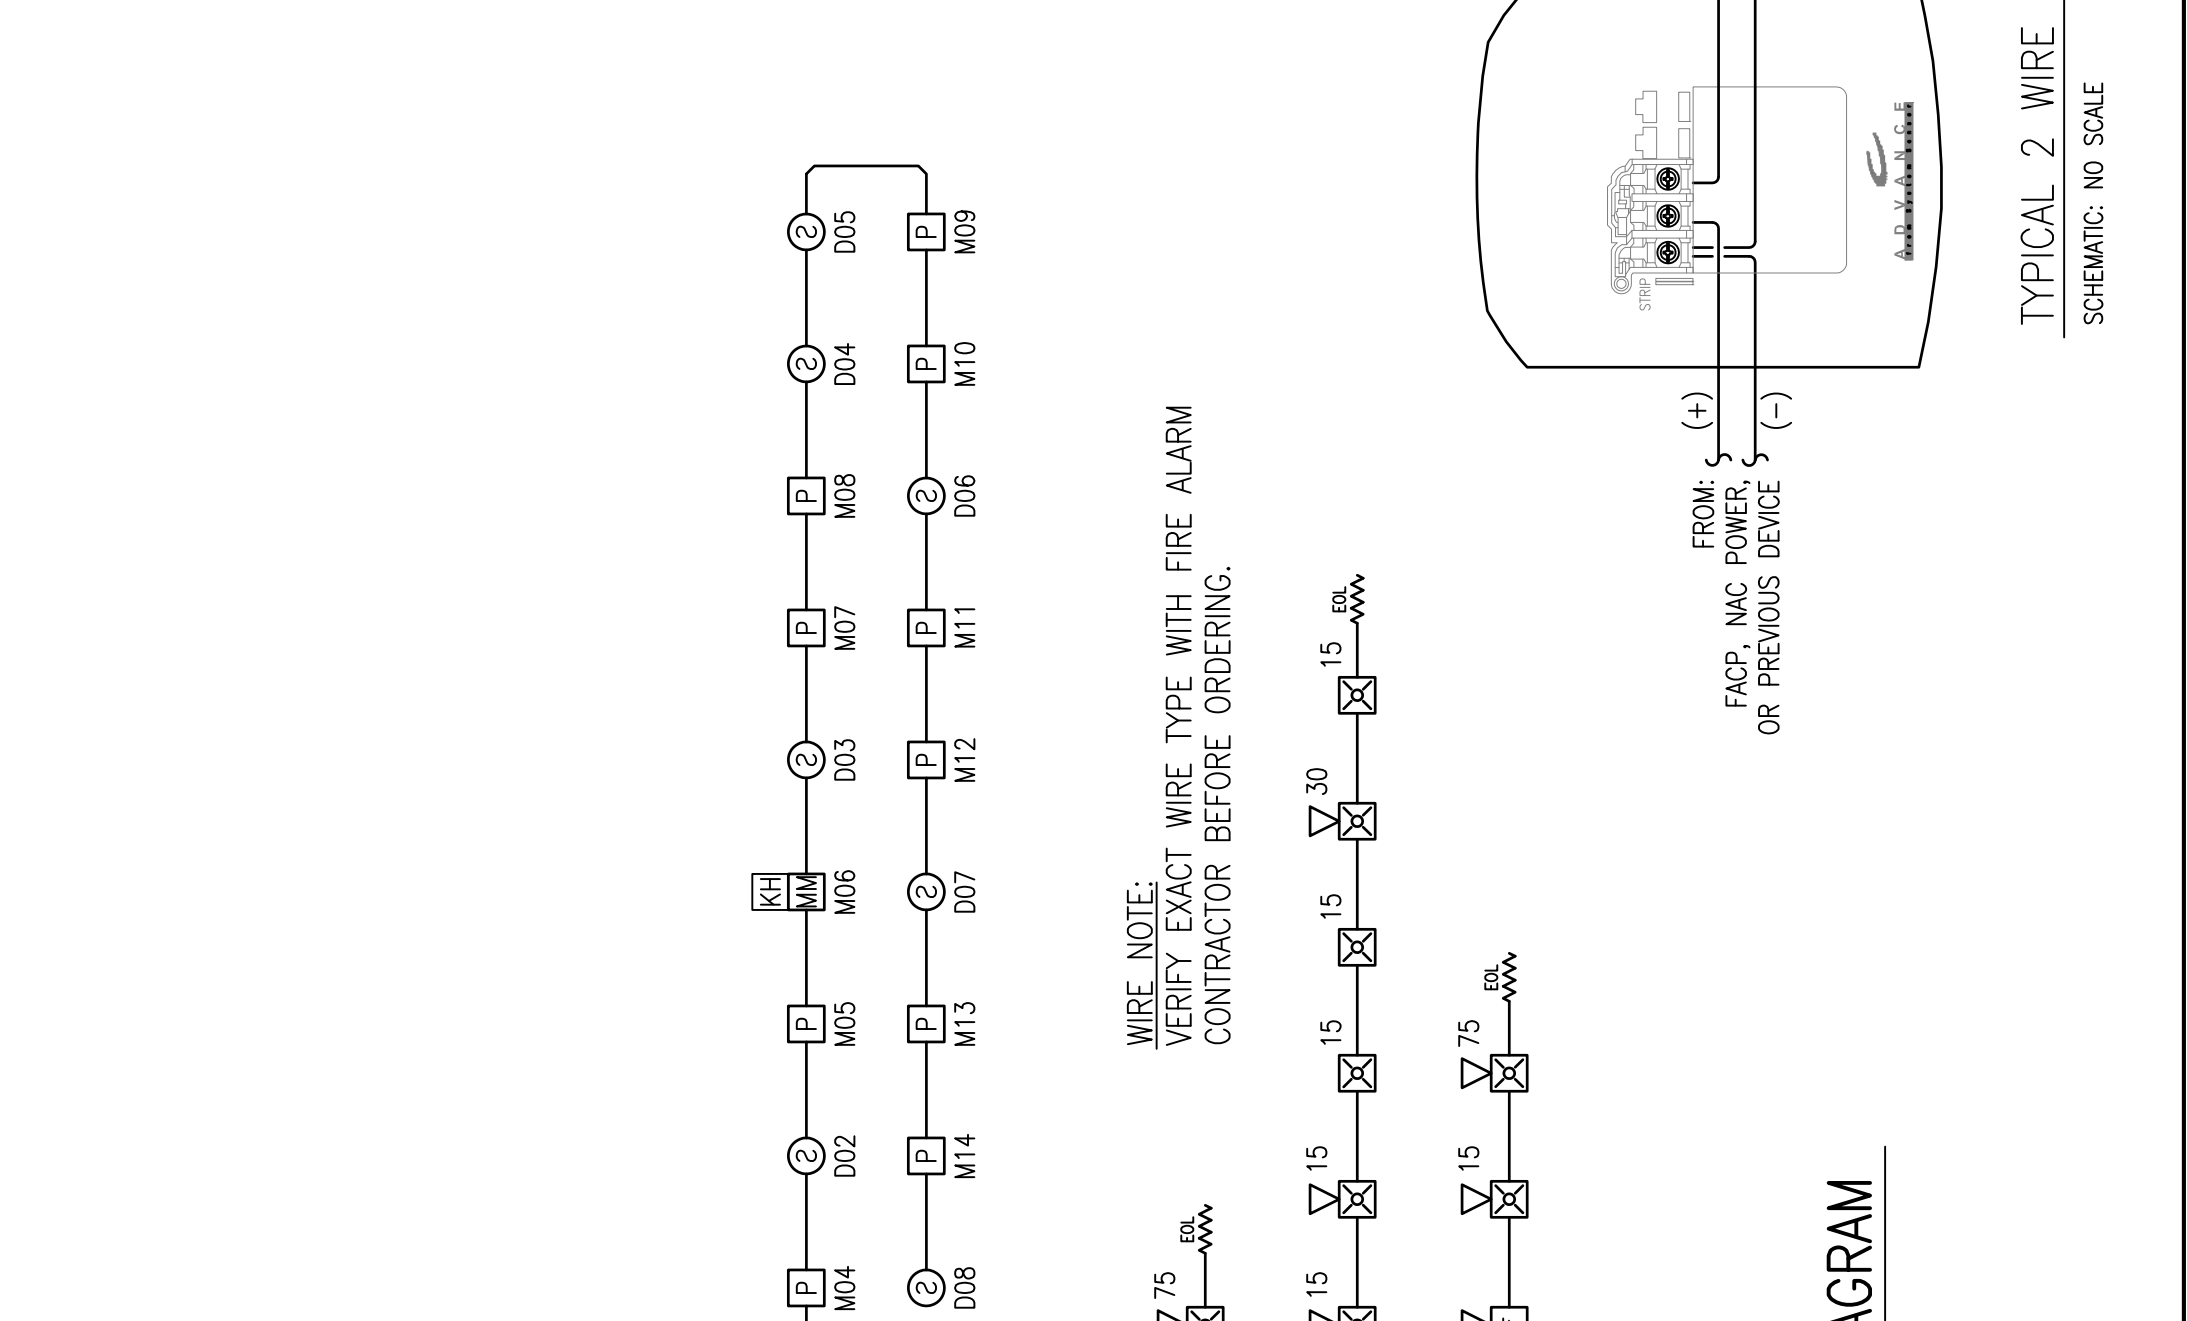 D05
D04
M08
M07
D03
KH
MM
M06
M05
D02
M04
M09
M10
D06
M11
M12
D07
M13
M14
D08
S
S
P
P
S
P
S
P
P
P
S
P
P
S
P
P
S
WIRE NOTE:
VERIFY EXACT WIRE TYPE WITH FIRE ALARM
CONTRACTOR BEFORE ORDERING.
EOL
75
EOL
15
30
15
15
15
15
EOL
75
15
STRIP
ADVANCE
(+)
(-)
FROM:
FACP, NAC POWER,
OR PREVIOUS DEVICE
AGRAM
TYPICAL 2 WIRE
SCHEMATIC: NO SCALE